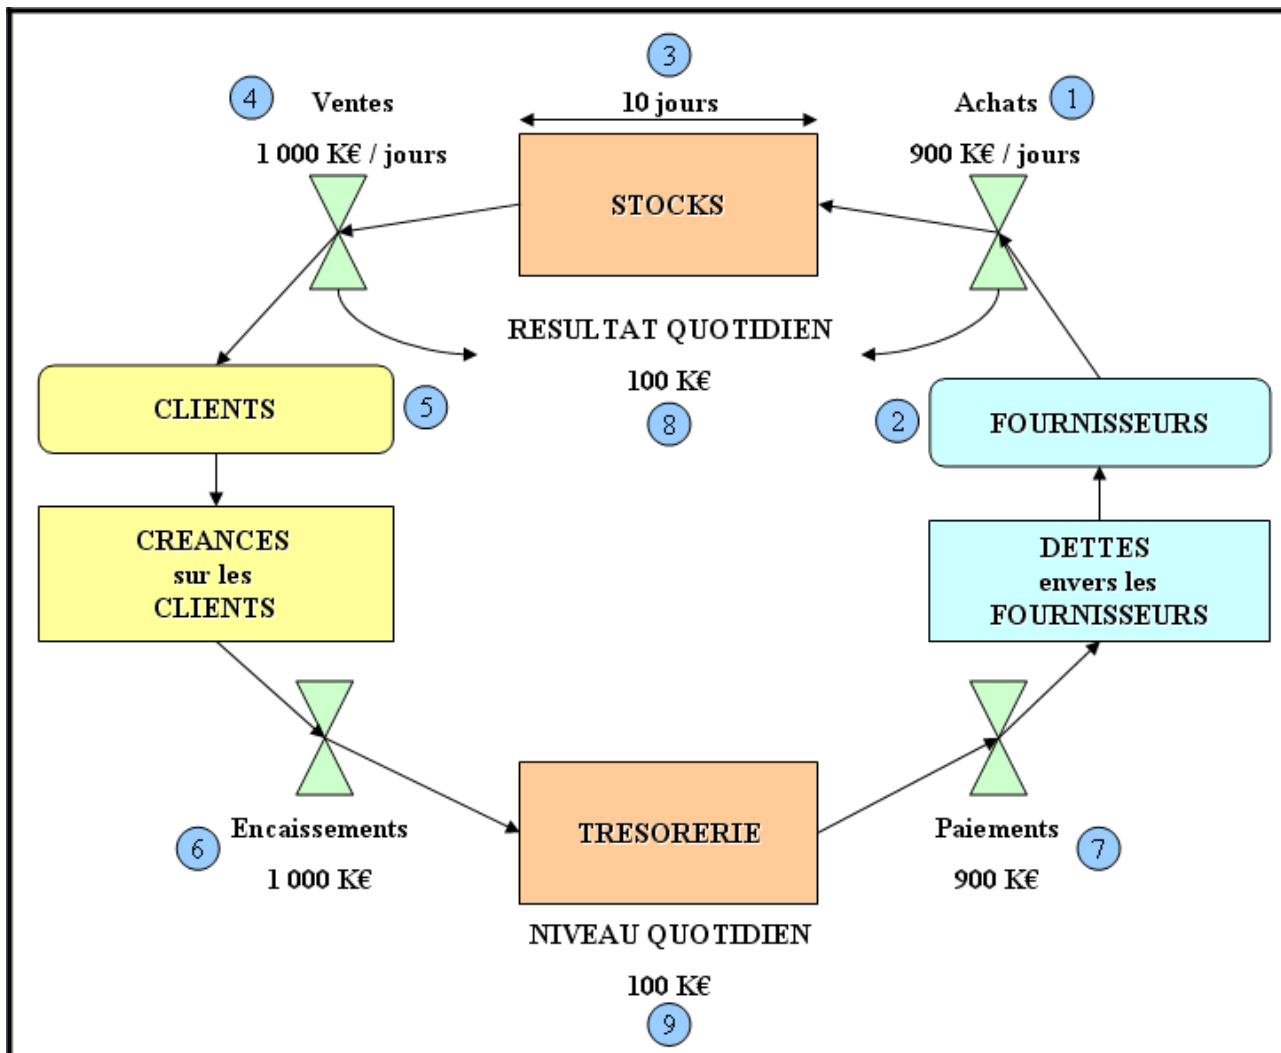 3
4
Ventes
10 jours
Achats
1
1 000 K€ / jours
900 K€ / jours
STOCKS
RESULTAT QUOTIDIEN
100 K€
8
CLIENTS
5
2
FOURNISSEURS
CREANCES
sur les
CLIENTS
DETTES
envers les
FOURNISSEURS
Encaissements
6
1 000 K€
TRESORERIE
Paiements
7
900 K€
NIVEAU QUOTIDIEN
100 K€
9